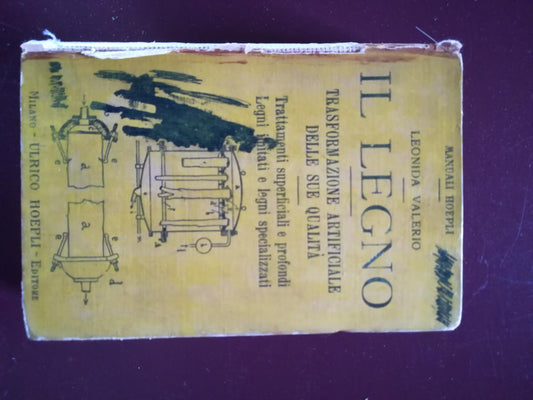 MANUALI HOEPLI
LEONIDA VALERIO
IL LEGNO
TRASFORMAZIONE ARTIFICIALE
DELLE SUE QUALITÀ
Trattamenti superficiali e profondi
Legni imitati e legni specializzati
a
a
e
e
e
d
MILANO - ULRICO HOEPLI - EDITORE